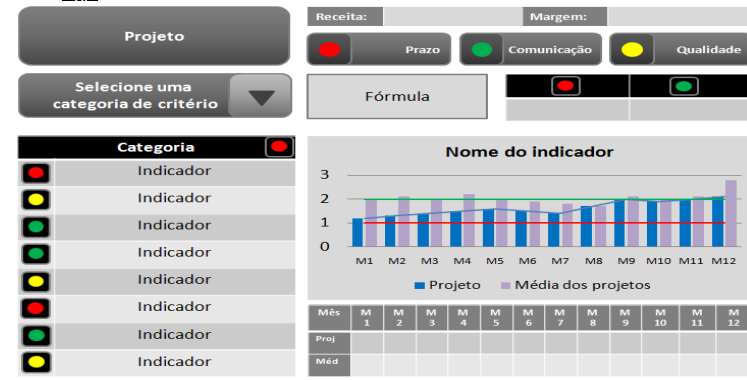 Projeto
Receita:
Margem:
Prazo
Comunicação
Qualidade
Selecione uma
categoria de critério
Fórmula
Categoria
Indicador
Indicador
Indicador
Indicador
Indicador
Indicador
Indicador
Indicador
Nome do indicador
3
2
1
0
M1 M2 M3 M4 M5 M6 M7 M8 M9 M10 M11 M12
Projeto Média dos projetos
Mês M 1 M 2 M 3 M 4 M 5 M 6 M 7 M 8 M 9 M 10 M 11 M 12
Proj
Méd